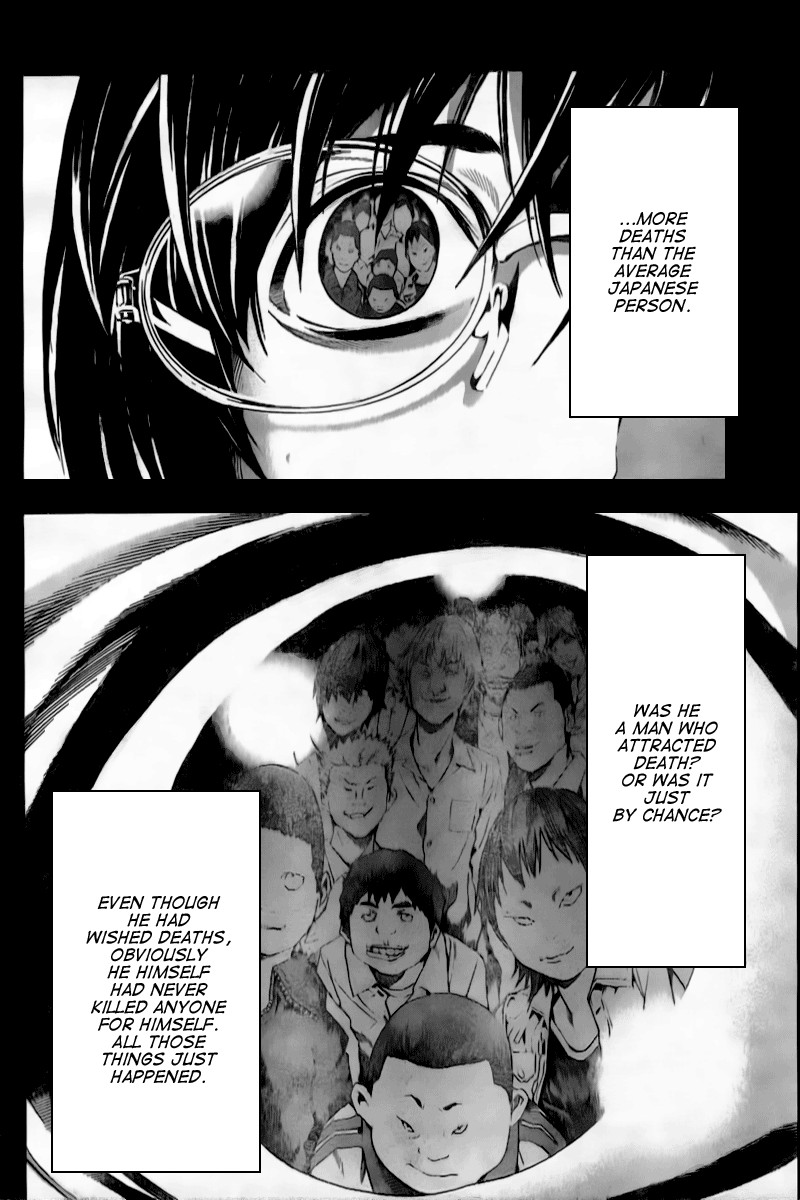 ...MORE
DEATHS
THAN THE
AVERAGE
JAPANESE
PERSON.
WAS HE
A MAN WHO
ATTRACTED
DEATH?
OR WAS IT
JUST
BY CHANCE?
EVEN THOUGH
HE HAD
WISHED DEATHS,
OBVIOUSLY
HE HIMSELF
HAD NEVER
KILLED ANYONE
FOR HIMSELF.
ALL THOSE
THINGS JUST
HAPPENED.